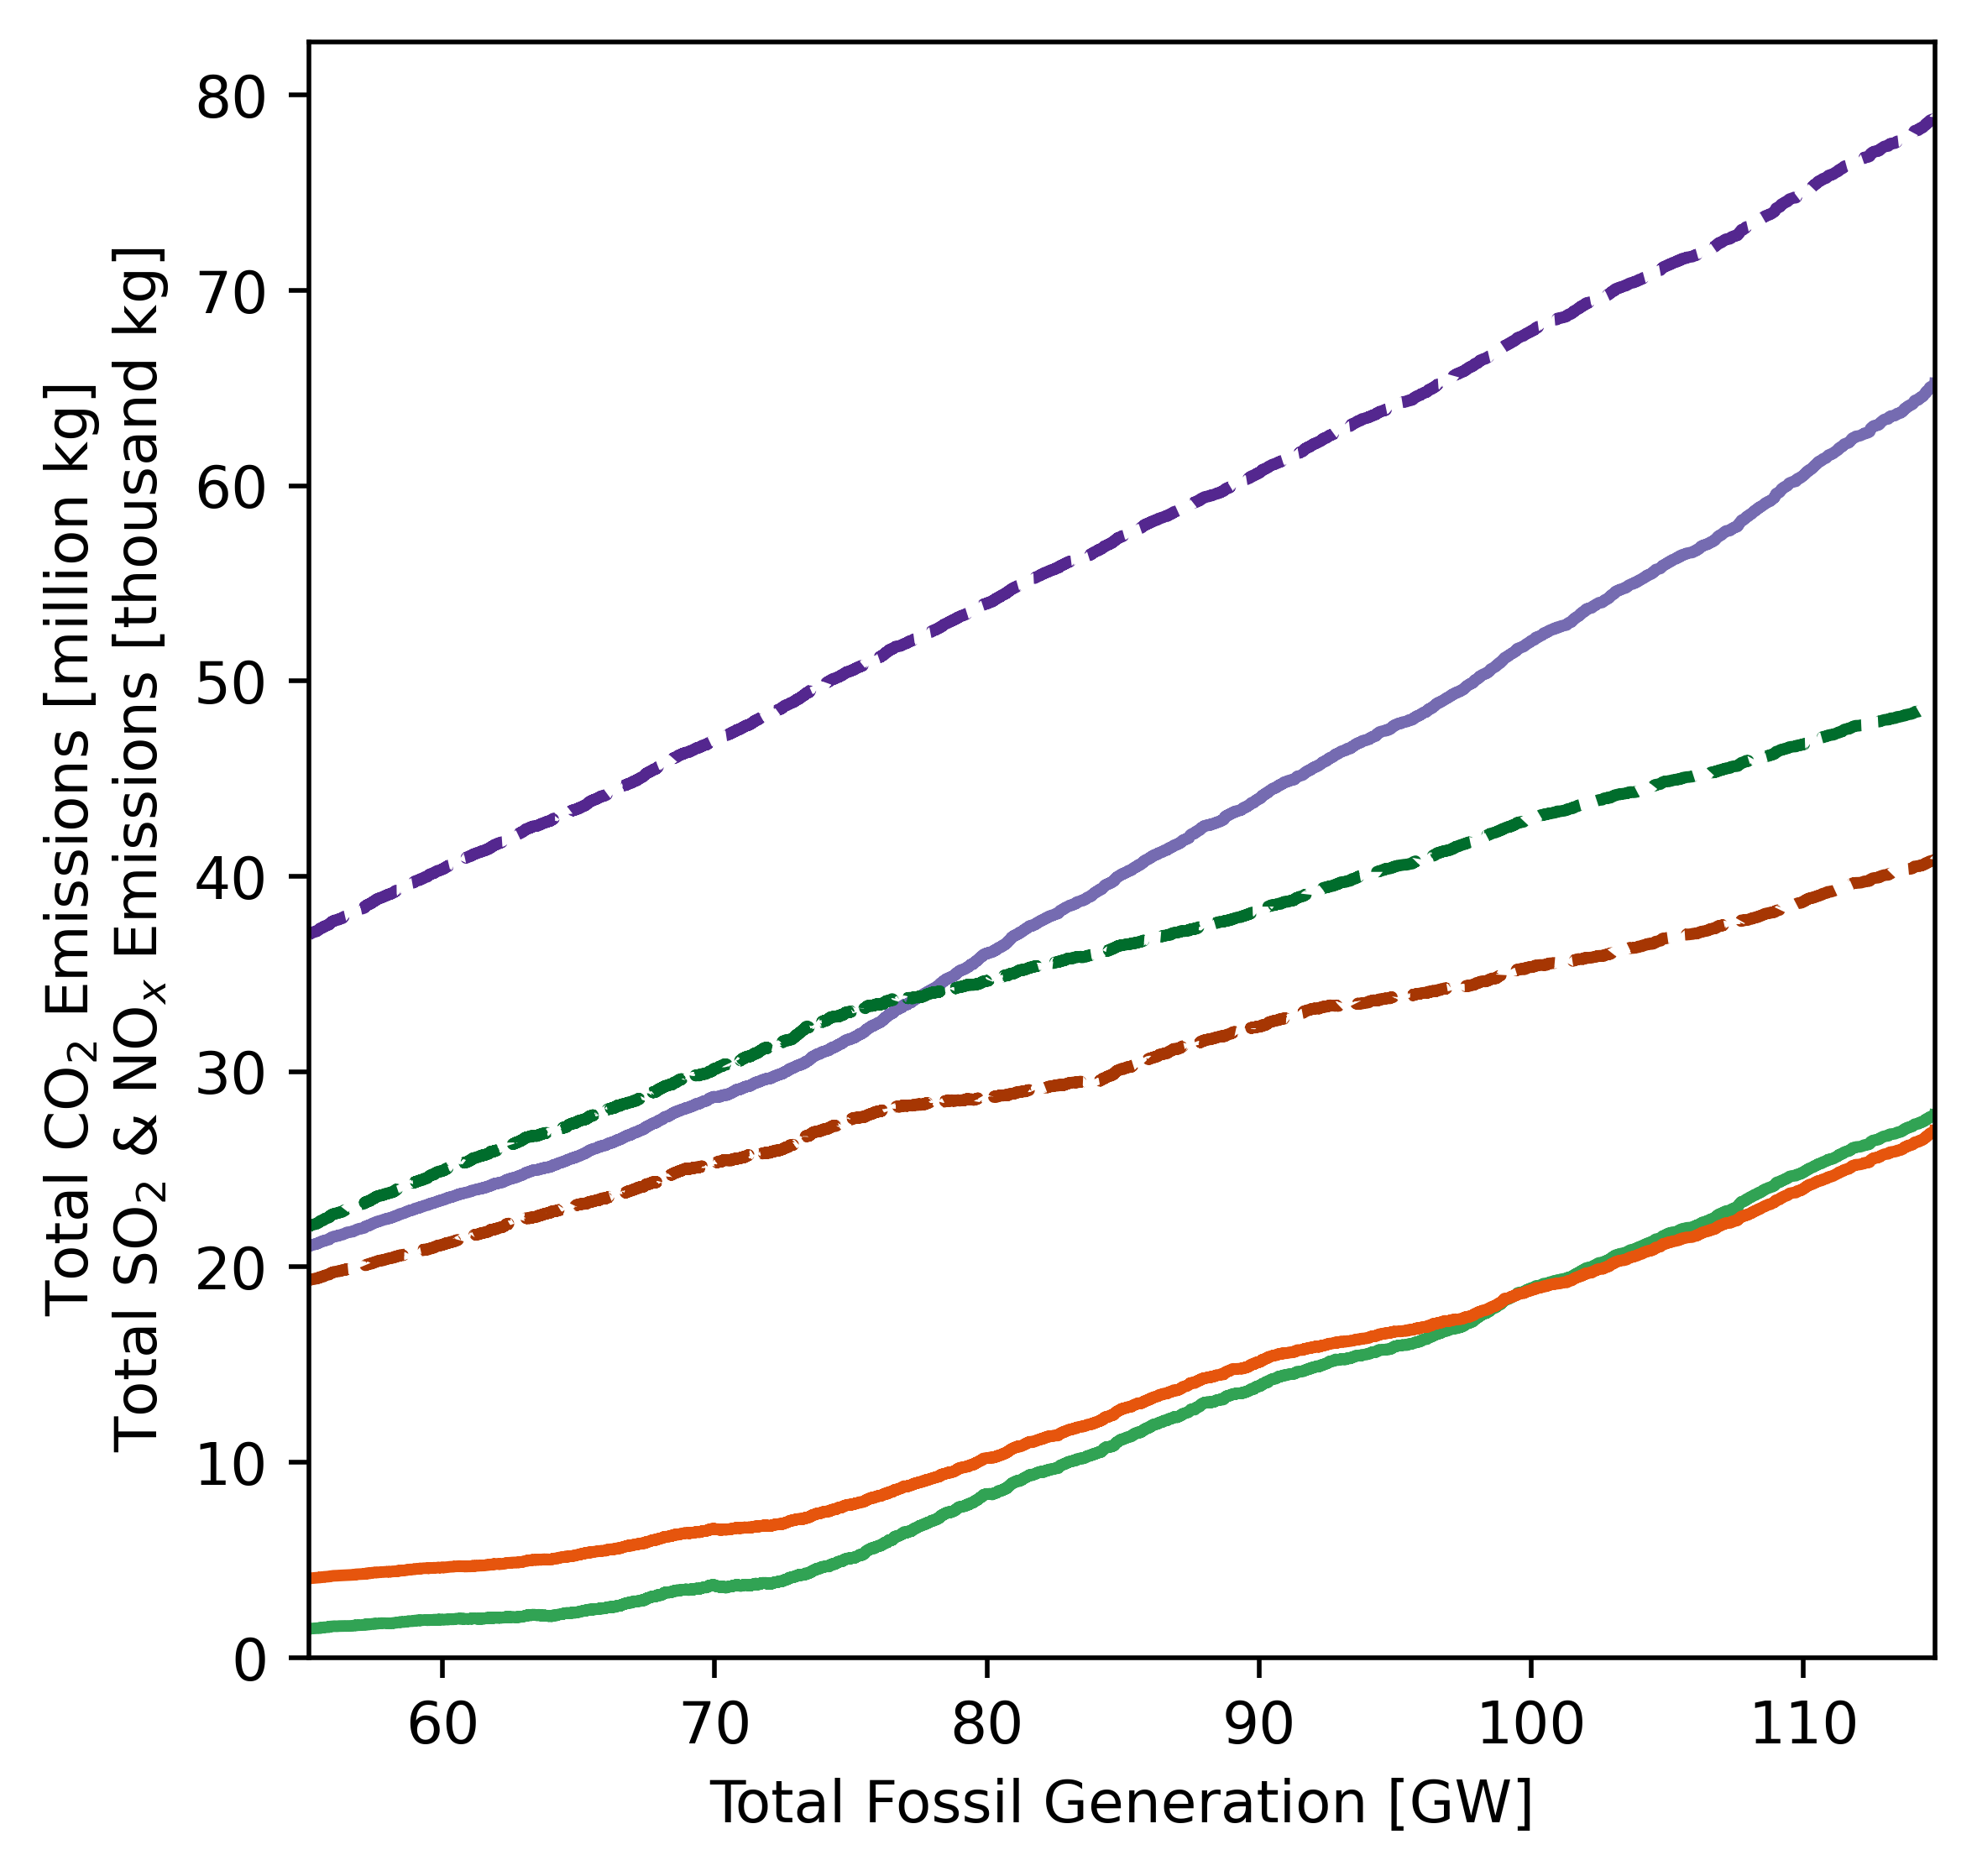 Total CO₂ Emissions [million kg]
Total SO₂ & NOₓ Emissions [thousand kg]
80
70
60
50
40
30
20
10
0
60 70 80 90 100 110
Total Fossil Generation [GW]